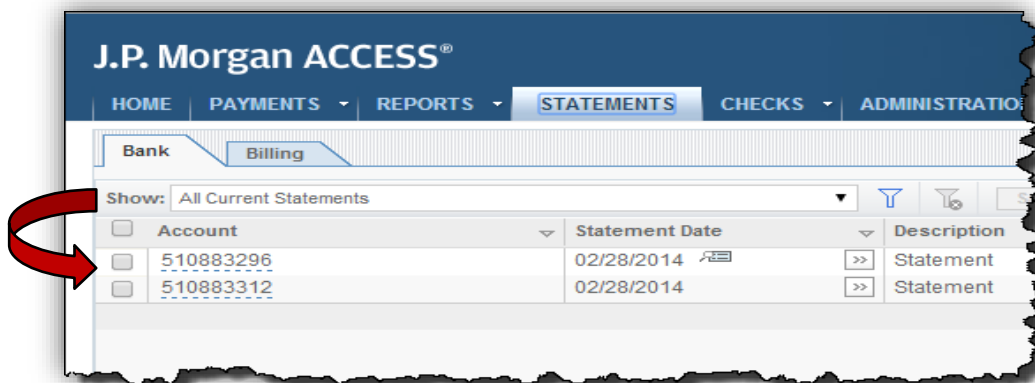 J.P. Morgan ACCESS®
HOME PAYMENTS REPORTS STATEMENTS CHECKS
Bank Billing
Show: All Current Statements
Account Statement Date Description
510883296 02/28/2014 >> Statement
510883312 02/28/2014 >> Statement